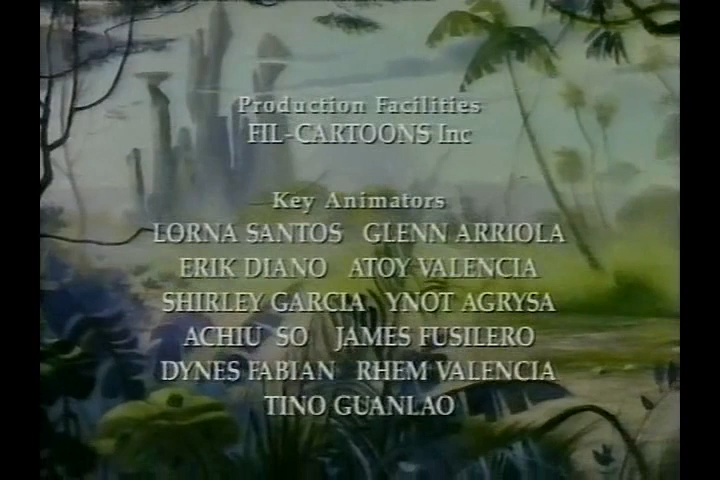 Production Facilities
FIL-CARTOONS Inc
Key Animators
LORNA SANTOS GLENN ARRIOLA
ERIK DIANO ATOY VALENCIA
SHIRLEY GARCIA YNOT AGRYSA
ACHIU SO JAMES FUSILERO
DYNES FABIAN RHEM VALENCIA
TINO GUANLAO